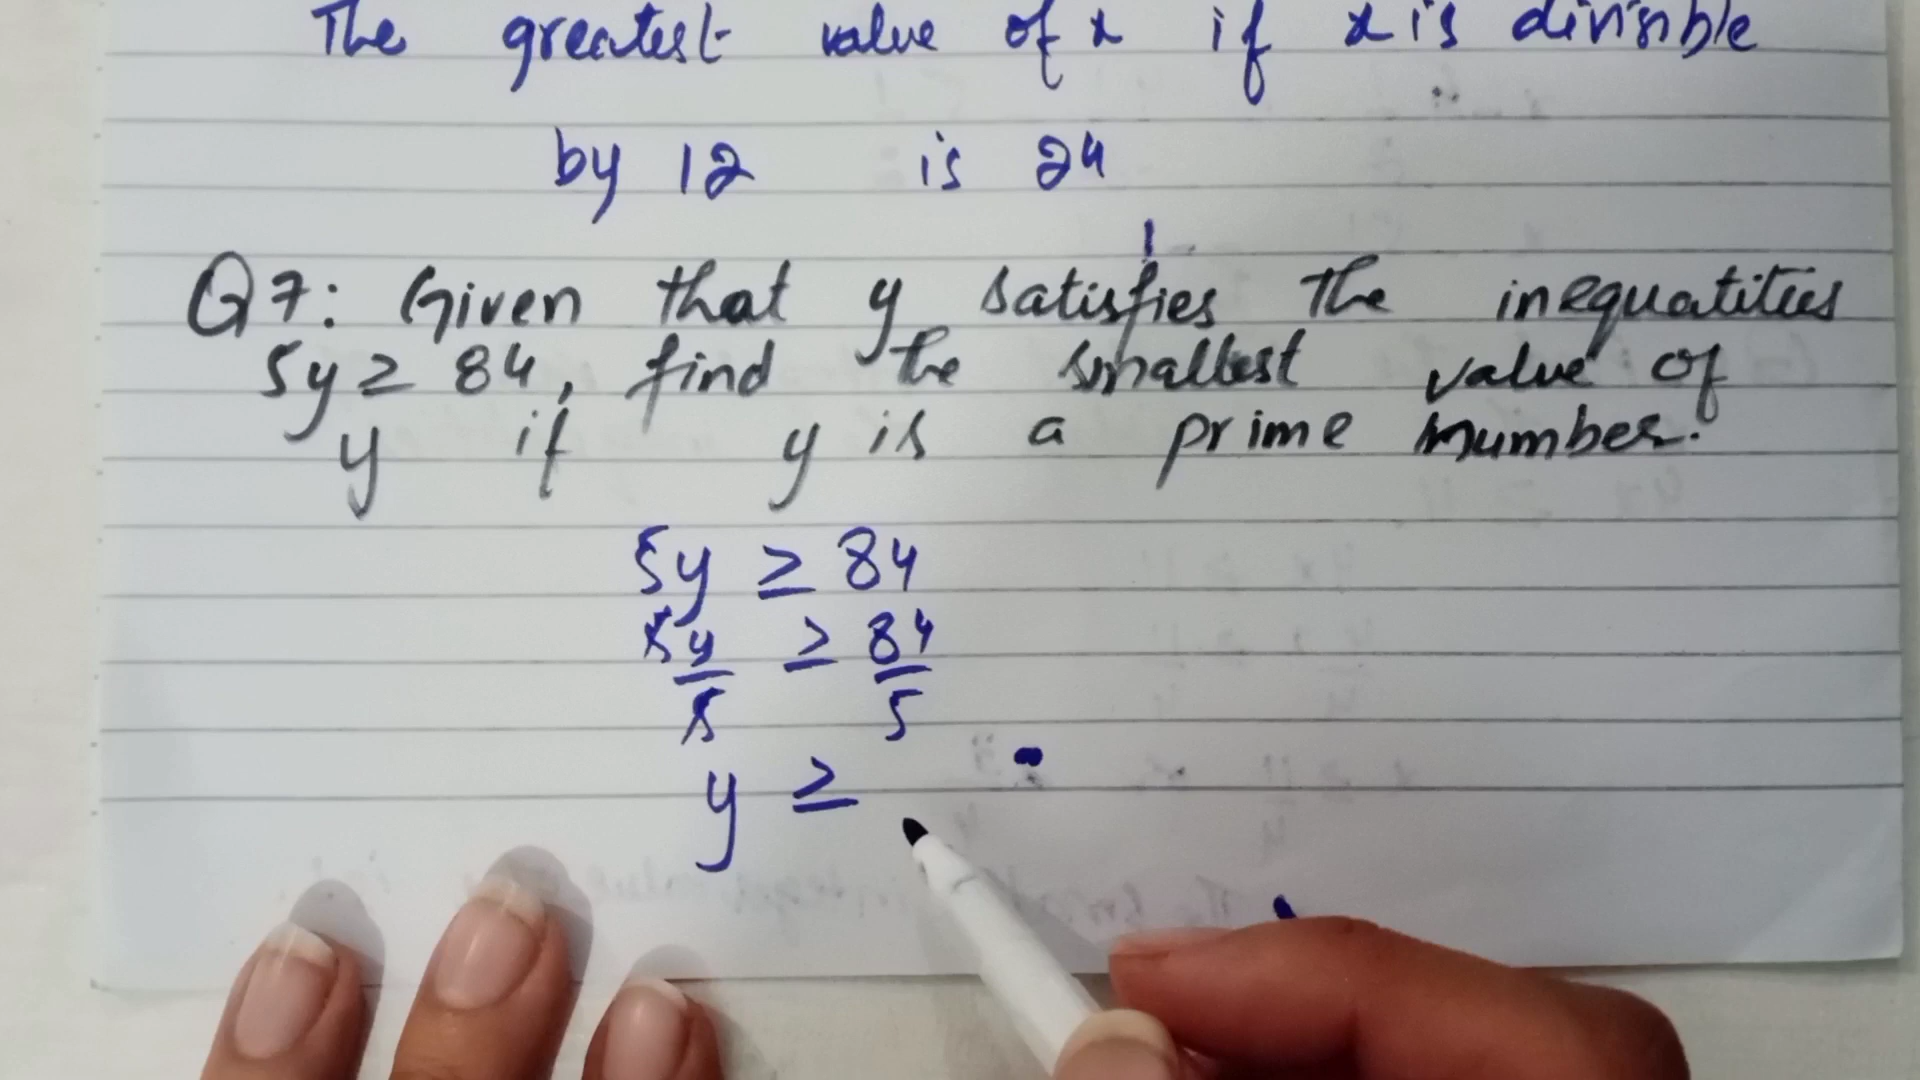 The greatest value of x if x is divisible
by 12 is 24
Q7: Given that y satisfies the inequatities
5y ≥ 84, find the smallest value of
y if y is a prime number.
5y ≥ 84
5y/5 ≥ 84/5
y ≥